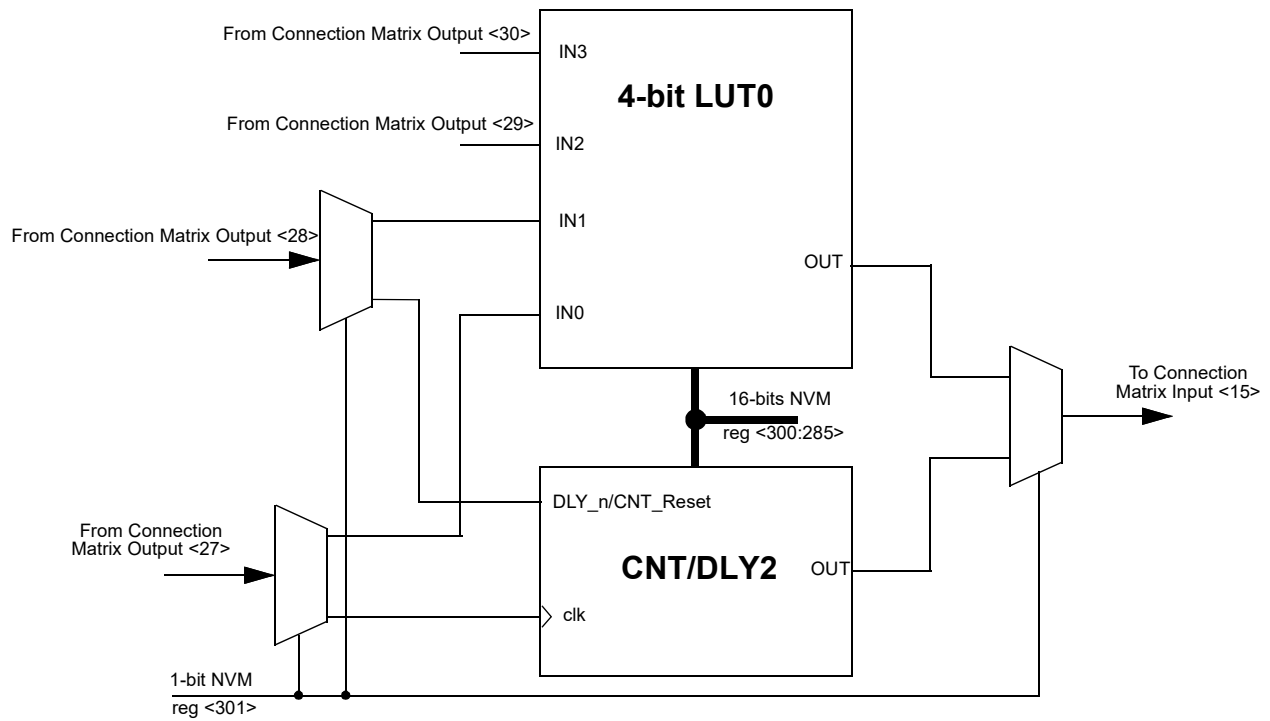 From Connection Matrix Output <30>
IN3
4-bit LUT0
From Connection Matrix Output <29>
IN2
IN1
From Connection Matrix Output <28>
OUT
IN0
To Connection
Matrix Input <15>
16-bits NVM
reg <300:285>
DLY_n/CNT_Reset
From Connection
Matrix Output <27>
CNT/DLY2
OUT
clk
1-bit NVM
reg <301>